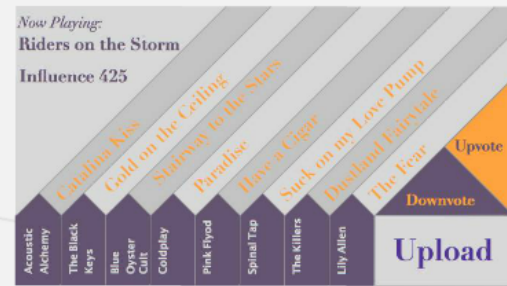 Now Playing:
Riders on the Storm
Influence 425
Catalina Kiss
Gold on the Ceiling
Stairway to the Stars
Paradise
Have a Cigar
Suck on my Love Pump
Dustland Fairytale
The Fear
Acoustic
Alchemy
The Black
Keys
Blue
Oyster
Cult
Coldplay
Pink Flyod
Spinal Tap
The Killers
Lily Allen
Upvote
Downvote
Upload